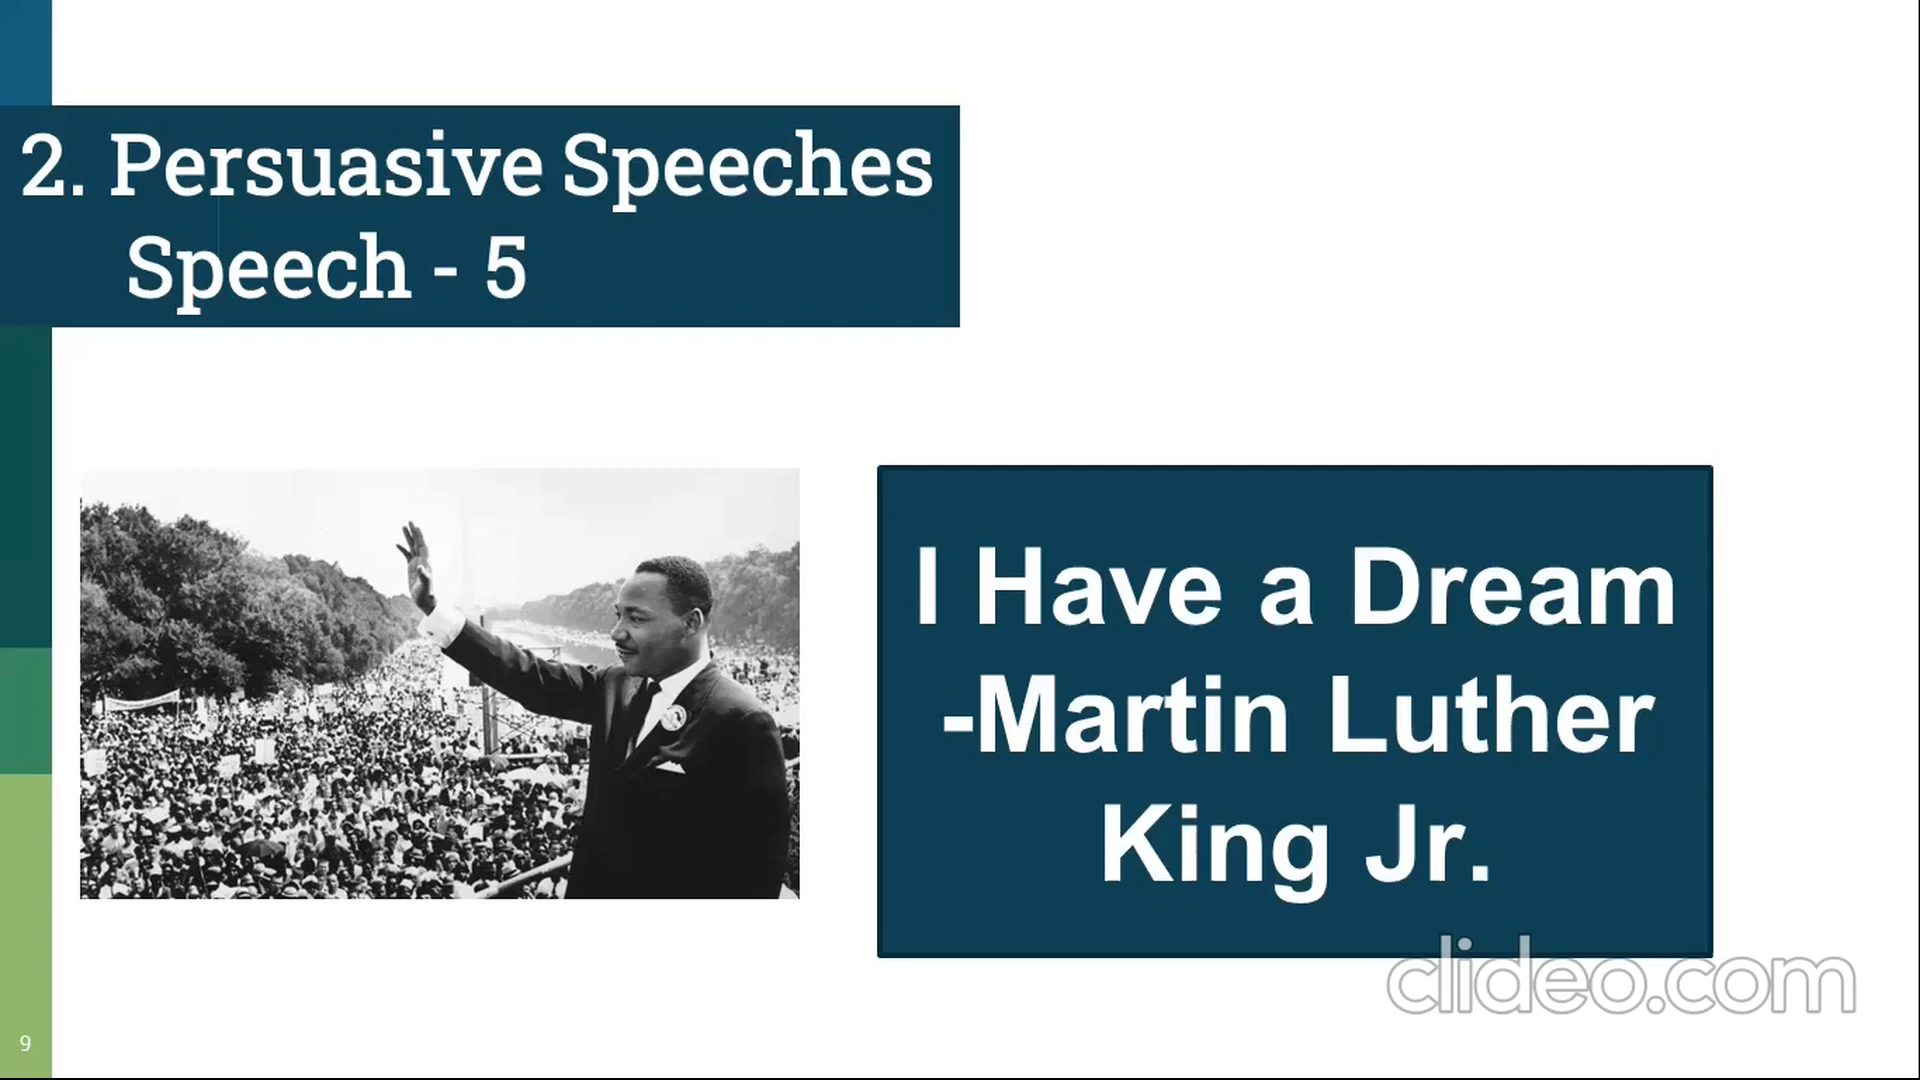 2. Persuasive Speeches
Speech - 5
I Have a Dream
-Martin Luther
King Jr.
clideo.com
9